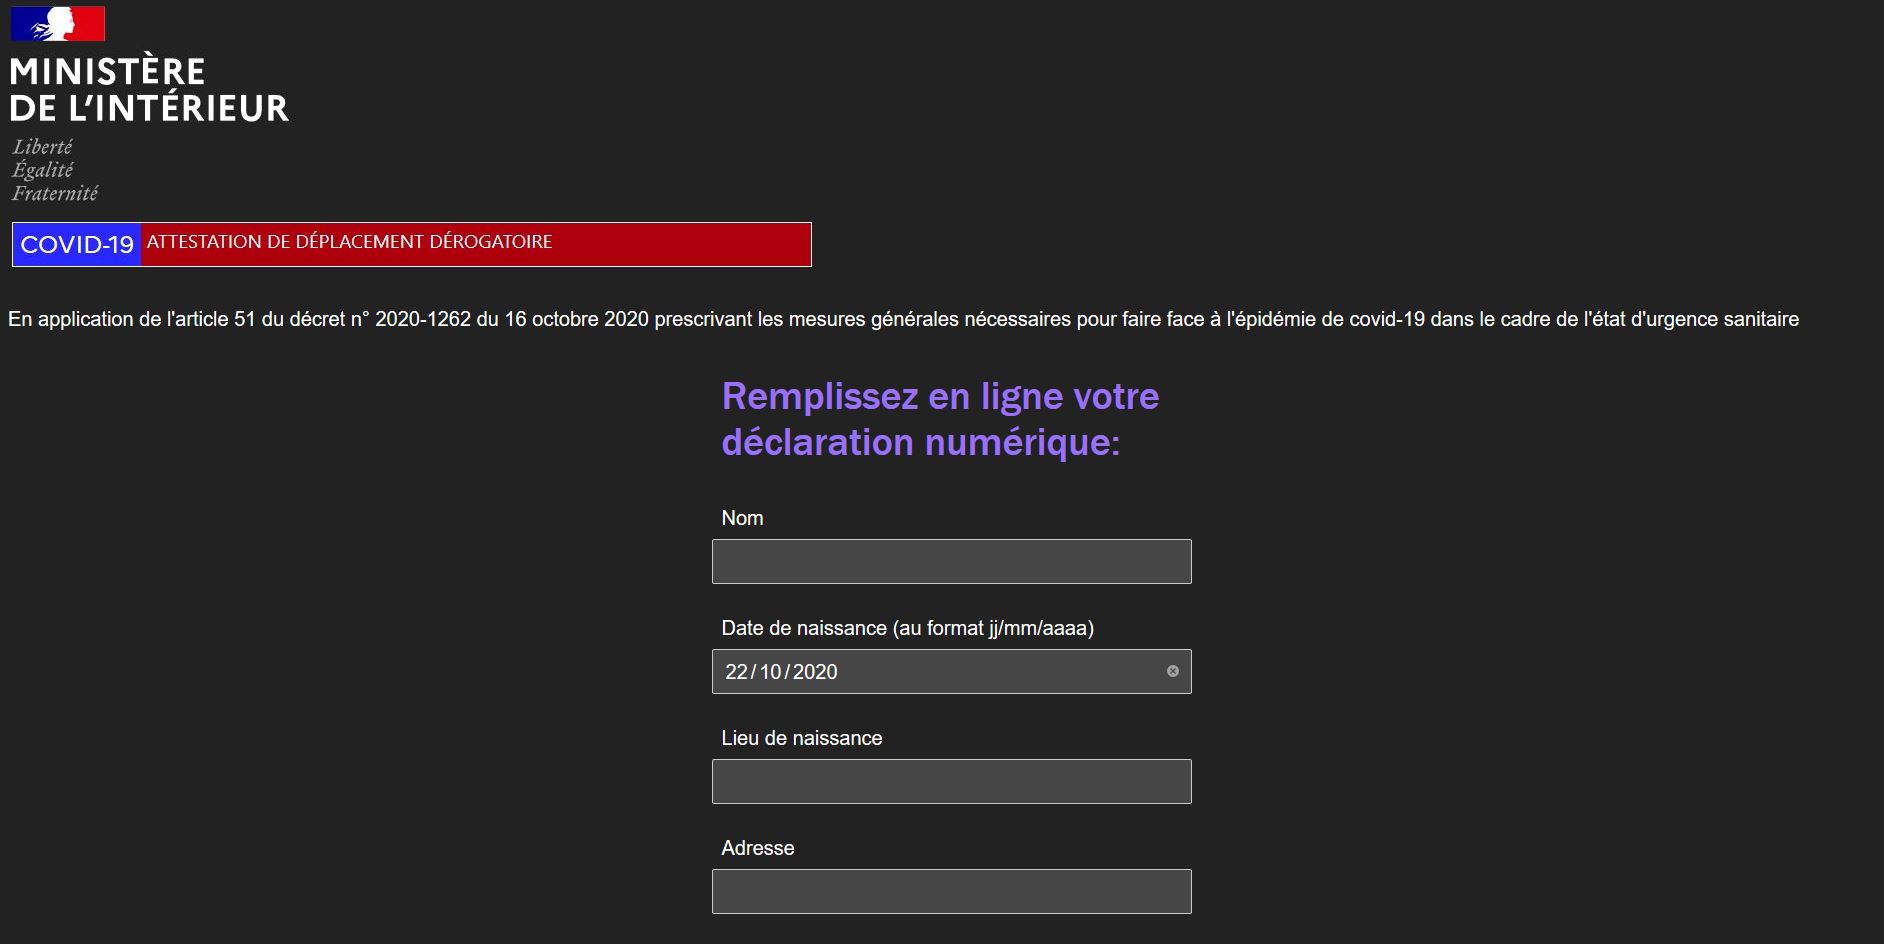 MINISTÈRE
DE L'INTÉRIEUR
Liberté
Égalité
Fraternité
COVID-19 ATTESTATION DE DÉPLACEMENT DÉROGATOIRE
En application de l'article 51 du décret n° 2020-1262 du 16 octobre 2020 prescrivant les mesures générales nécessaires pour faire face à l'épidémie de covid-19 dans le cadre de l'état d'urgence sanitaire
Remplissez en ligne votre
déclaration numérique:
Nom
Date de naissance (au format jj/mm/aaaa)
22/10/2020
Lieu de naissance
Adresse